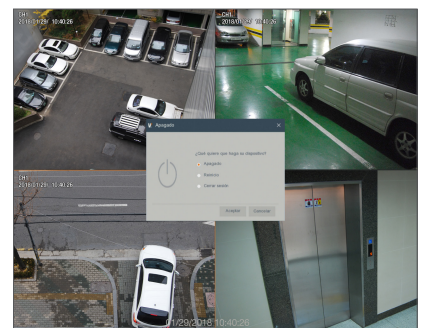 CH1
2018/01/29/ 10:40:26
CH1
2018/01/29/ 10:40:26
Apagado
¿Qué quiere que haga su dispositivo?
Apagado
Reinicio
Cerrar sesión
Cancelar
CH1
2018/01/29/ 10:40:26
01/29/2018 10:40:26